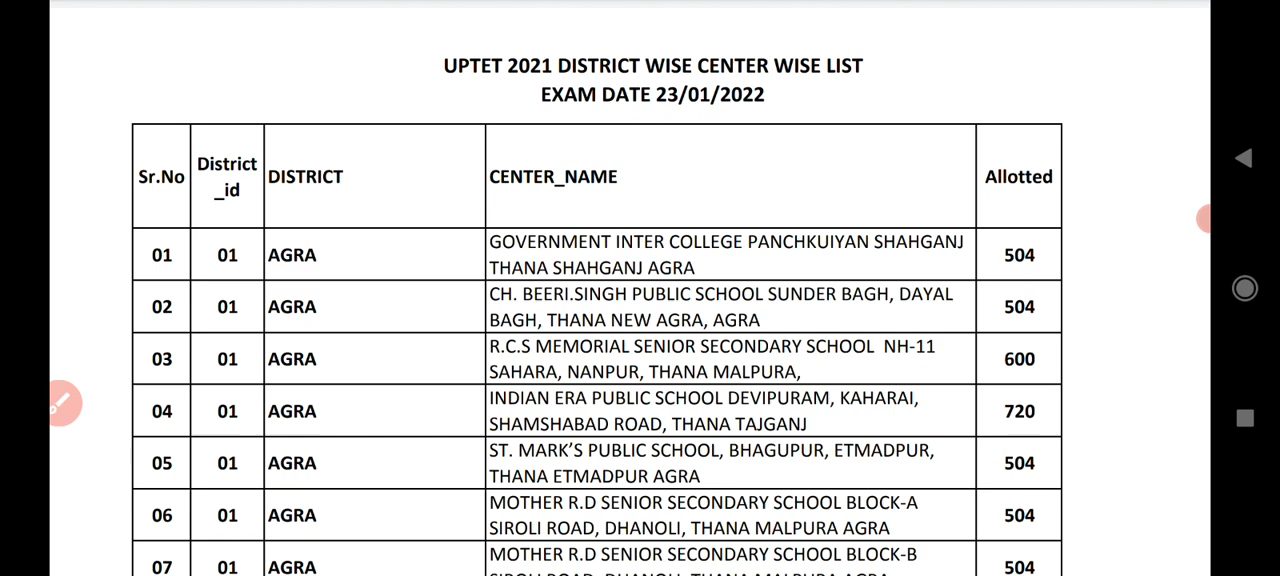 UPTET 2021 DISTRICT WISE CENTER WISE LIST
EXAM DATE 23/01/2022
Sr.No District_id DISTRICT CENTER_NAME Allotted
01 01 AGRA GOVERNMENT INTER COLLEGE PANCHKUIYAN SHAHGANJ
THANA SHAHGANJ AGRA 504
02 01 AGRA CH. BEERI.SINGH PUBLIC SCHOOL SUNDER BAGH, DAYAL
BAGH, THANA NEW AGRA, AGRA 504
03 01 AGRA R.C.S MEMORIAL SENIOR SECONDARY SCHOOL NH-11
SAHARA, NANPUR, THANA MALPURA, 600
04 01 AGRA INDIAN ERA PUBLIC SCHOOL DEVIPURAM, KAHARAI,
SHAMSHABAD ROAD, THANA TAJGANJ 720
05 01 AGRA ST. MARK’S PUBLIC SCHOOL, BHAGUPUR, ETMADPUR,
THANA ETMADPUR AGRA 504
06 01 AGRA MOTHER R.D SENIOR SECONDARY SCHOOL BLOCK-A
SIROLI ROAD, DHANOLI, THANA MALPURA AGRA 504
07 01 AGRA MOTHER R.D SENIOR SECONDARY SCHOOL BLOCK-B
504